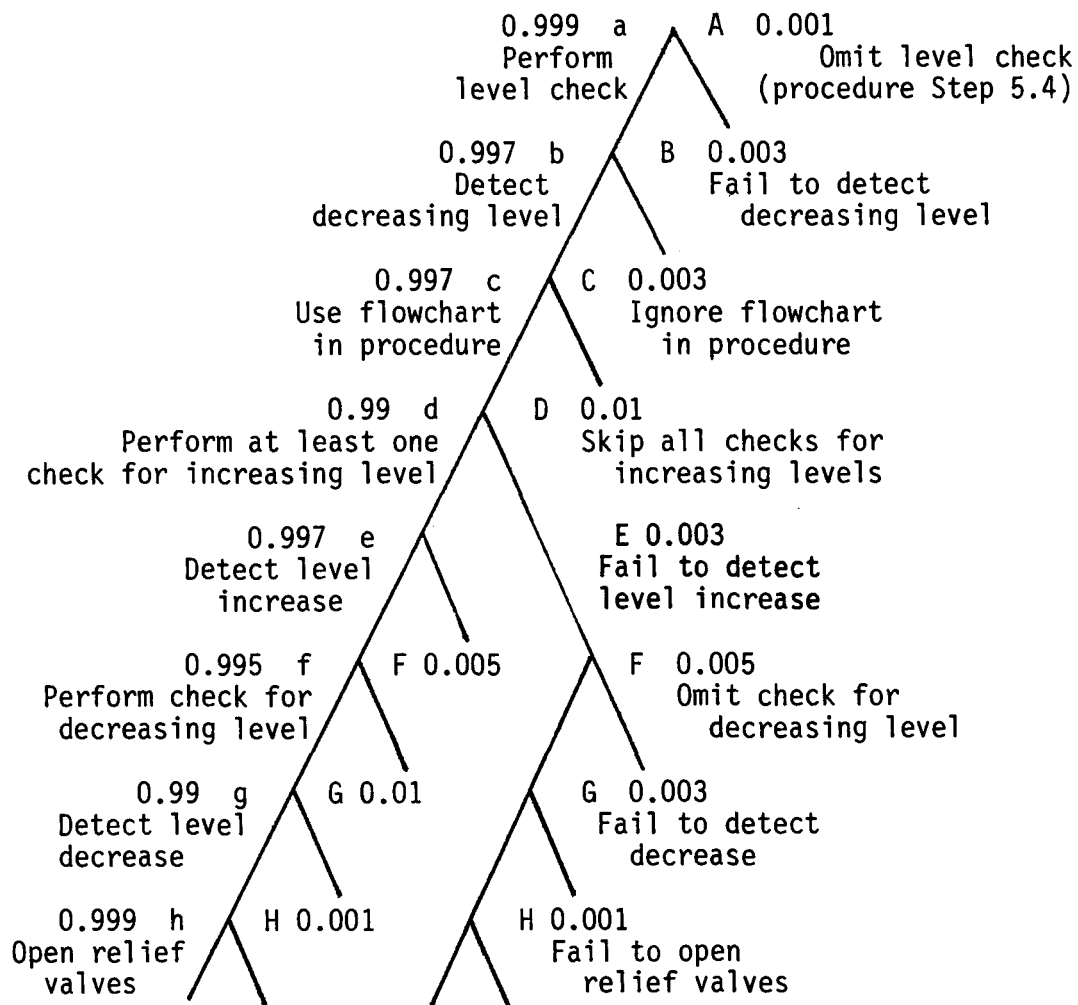 0.999 a A 0.001
Perform Omit level check
level check (procedure Step 5.4)
0.997 b B 0.003
Detect Fail to detect
decreasing level decreasing level
0.997 c C 0.003
Use flowchart Ignore flowchart
in procedure in procedure
0.99 d D 0.01
Perform at least one Skip all checks for
check for increasing level increasing levels
0.997 e E 0.003
Detect level Fail to detect
increase level increase
0.995 f F 0.005 F 0.005
Perform check for Omit check for
decreasing level decreasing level
0.99 g G 0.01 G 0.003
Detect level Fail to detect
decrease decrease
0.999 h H 0.001 H 0.001
Open relief Fail to open
valves relief valves